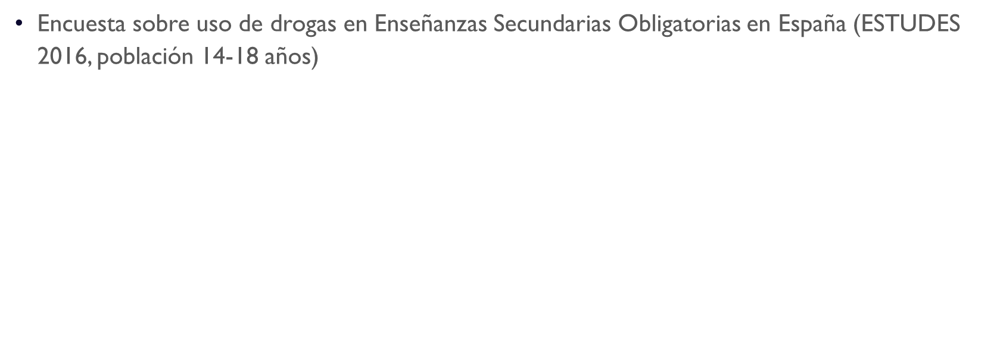 • Encuesta sobre uso de drogas en Enseñanzas Secundarias Obligatorias en España (ESTUDES
2016, población 14-18 años)